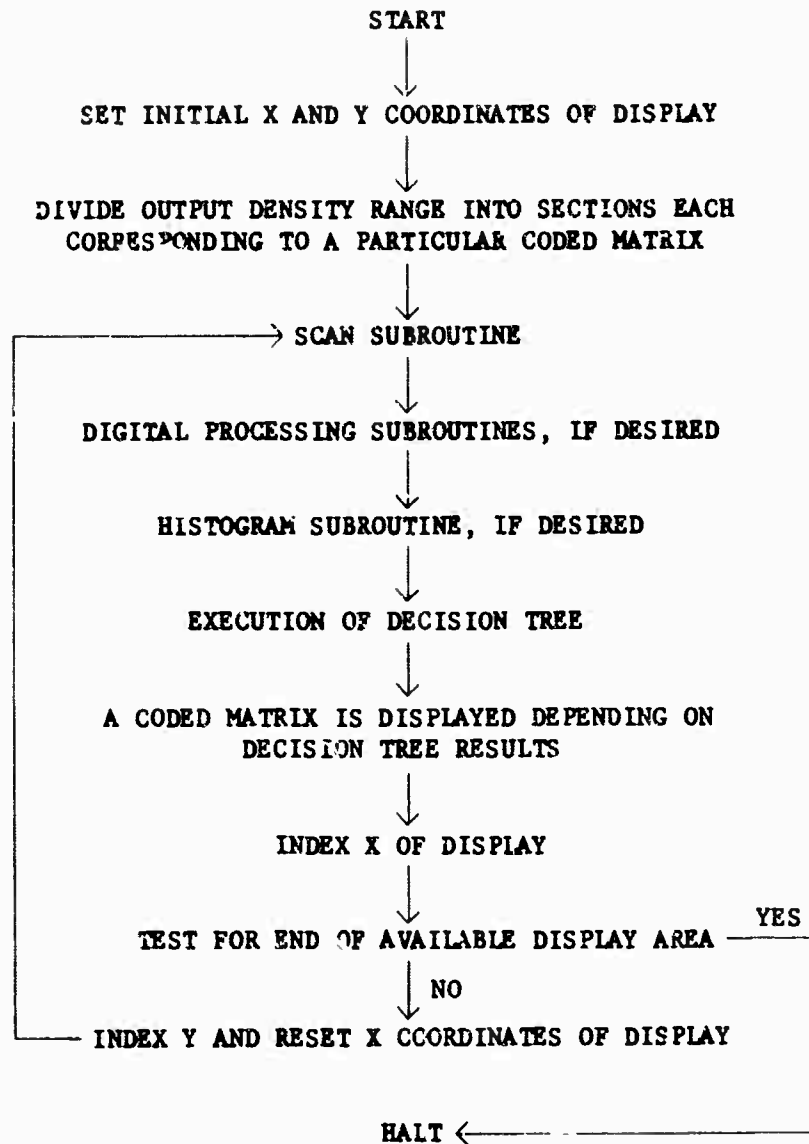 START
SET INITIAL X AND Y COORDINATES OF DISPLAY
DIVIDE OUTPUT DENSITY RANGE INTO SECTIONS EACH
CORRESPONDING TO A PARTICULAR CODED MATRIX
SCAN SUBROUTINE
DIGITAL PROCESSING SUBROUTINES, IF DESIRED
HISTOGRAM SUBROUTINE, IF DESIRED
EXECUTION OF DECISION TREE
A CODED MATRIX IS DISPLAYED DEPENDING ON
DECISION TREE RESULTS
INDEX X OF DISPLAY
TEST FOR END OF AVAILABLE DISPLAY AREA
YES
NO
INDEX Y AND RESET X COORDINATES OF DISPLAY
HALT